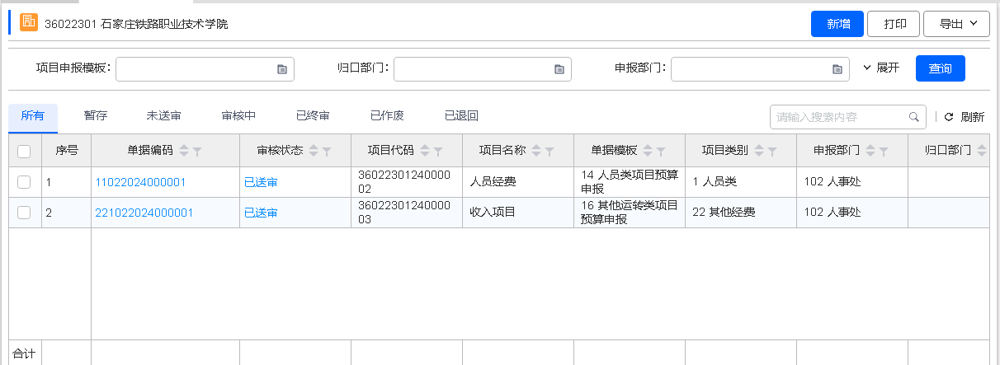 36022301 石家庄铁路职业技术学院 新增 打印 导出
项目申报模板: 归口部门: 申报部门: 展开 查询
所有 暂存 未送审 审核中 已终审 已作废 已退回 请输入搜索内容 刷新
序号 单据编码 审核状态 项目代码 项目名称 单据模板 项目类别 申报部门 归口部门
1 11022024000001 已送审 36022301240000 人员经费 14 人员类项目预算 1 人员类 102 人事处
02 申报
2 221022024000001 已送审 36022301240000 收入项目 16 其他运转类项目 22 其他经费 102 人事处
03 预算申报
合计